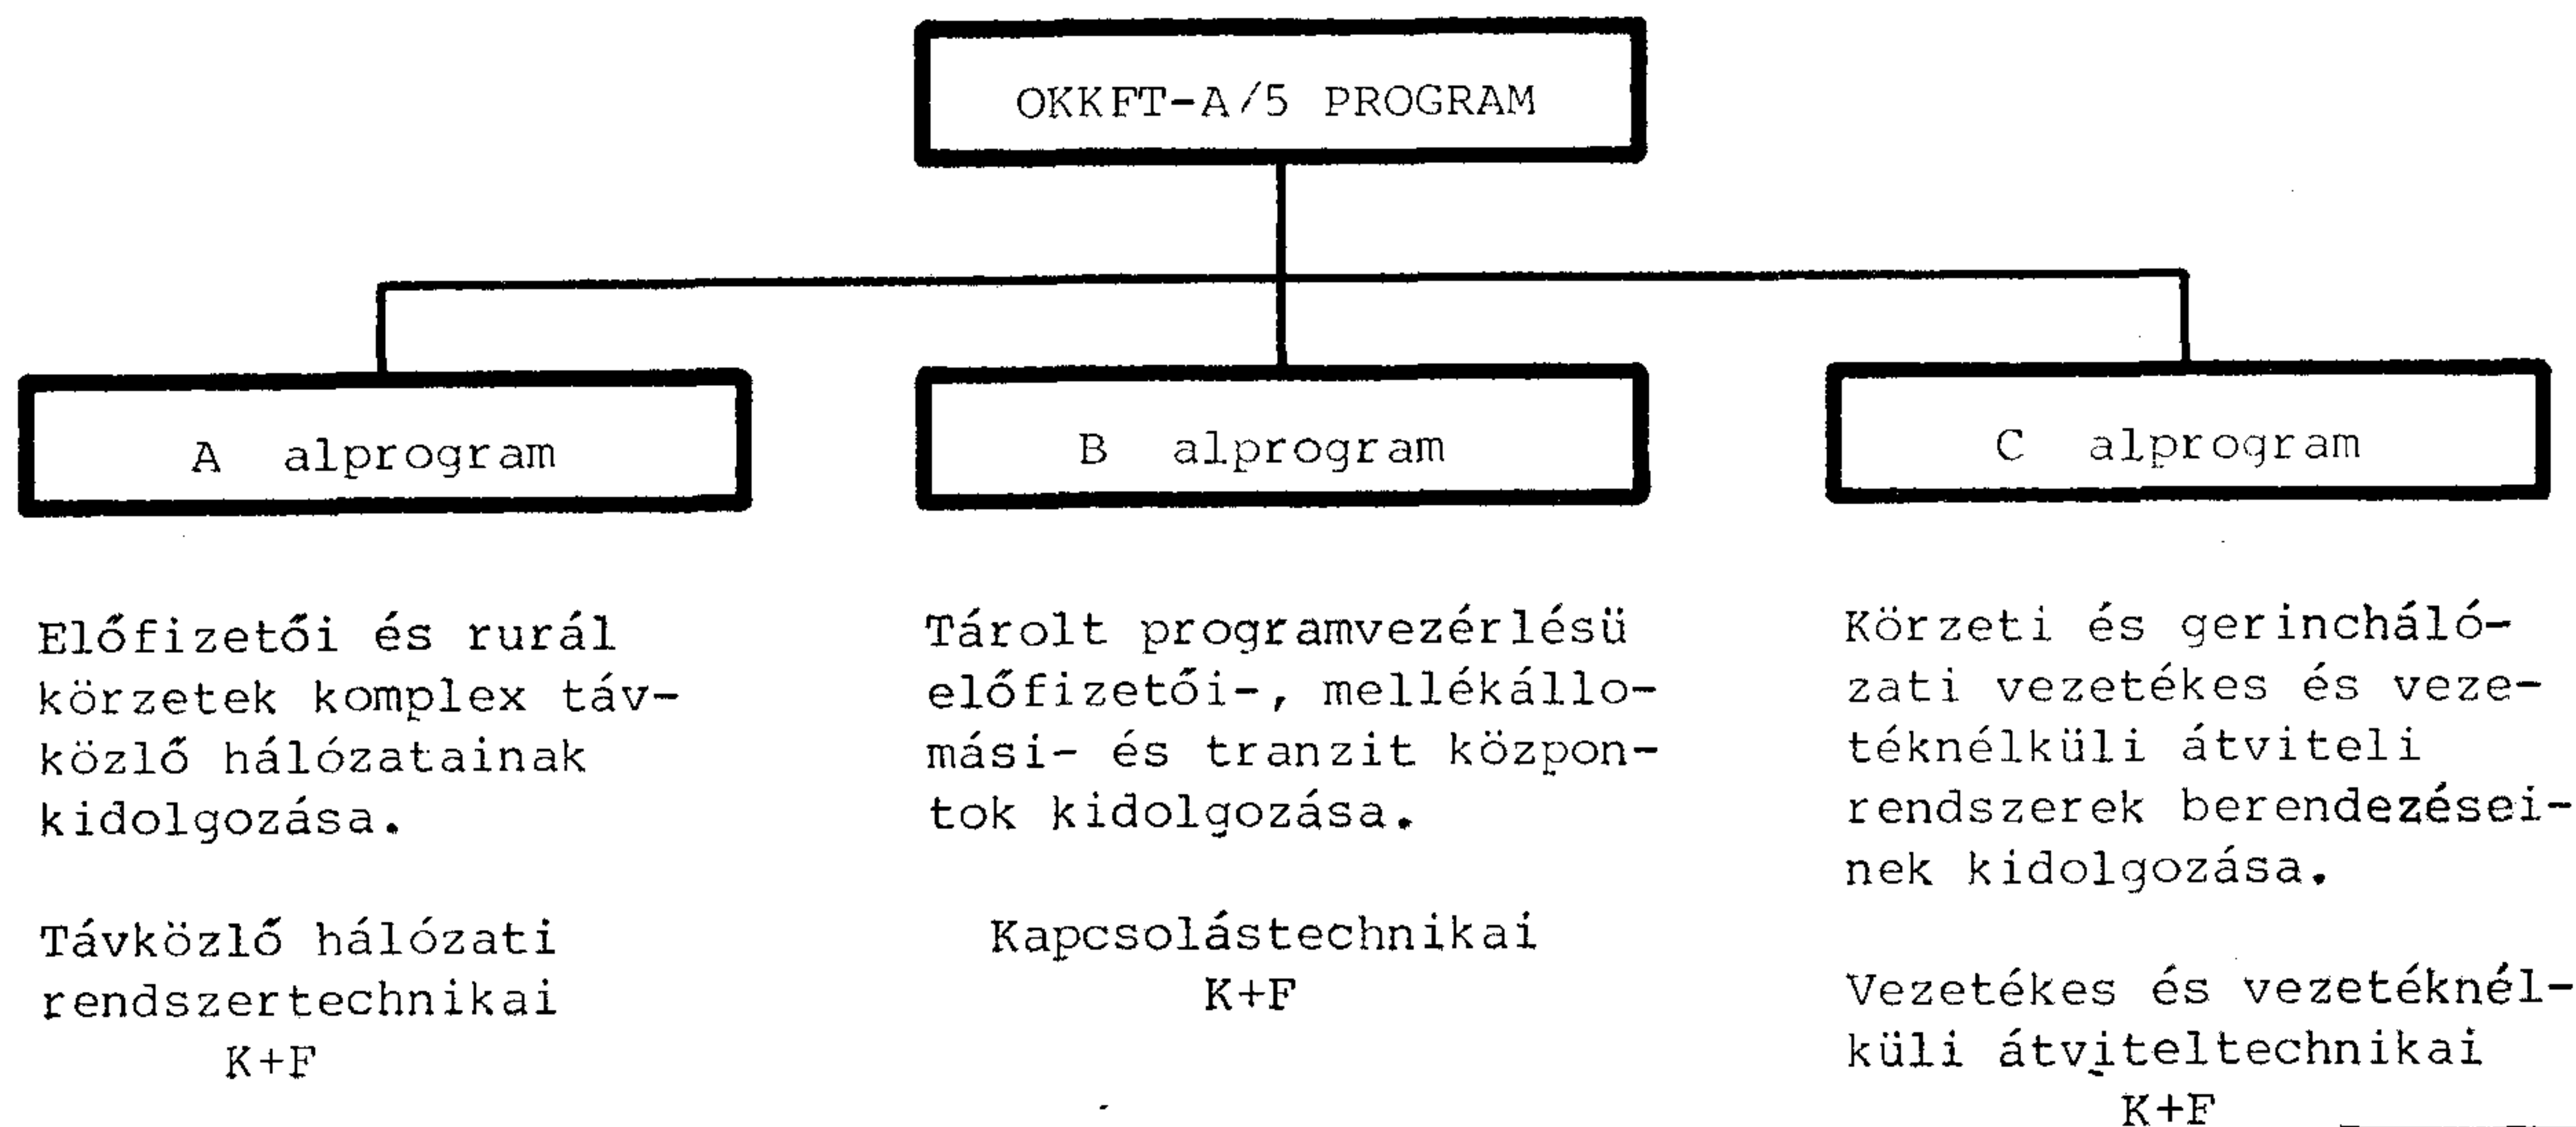 OKKFT-A/5 PROGRAM
A alprogram
B alprogram
C alprogram
Előfizetői és rurál
körzetek komplex táv-
közlő hálózatainak
kidolgozása.
Távközlő hálózati
rendszertechnikai
K+F
Tárolt programvezérlésü
előfizetői-, mellékállo-
mási- és tranzit közpon-
tok kidolgozása.
Kapcsolástechnikai
K+F
Körzeti és gerincháló-
zati vezetékes és veze-
téknélküli átviteli
rendszerek berendezései-
nek kidolgozása.
Vezetékes és vezetéknél-
küli átviteltechnikai
K+F